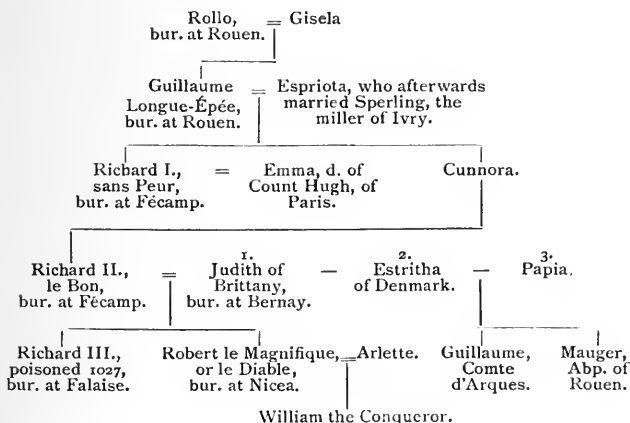 Rollo, = Gisela
bur. at Rouen.
Guillaume = Espriota, who afterwards
Longue-Épée, married Sperling, the
bur. at Rouen. miller of Ivry.
Richard I., = Emma, d. of Cunnora.
sans Peur, Count Hugh, of
bur. at Fécamp. Paris.
1. 2. 3.
Richard II., = Judith of — Estritha — Papia.
le Bon, Brittany, of Denmark.
bur. at Fécamp. bur. at Bernay.
Richard III., Robert le Magnifique, = Arlette. Guillaume, Mauger,
poisoned 1027, or le Diable, Comte Abp. of
bur. at Falaise. bur. at Nicea. d'Arques. Rouen.
William the Conqueror.